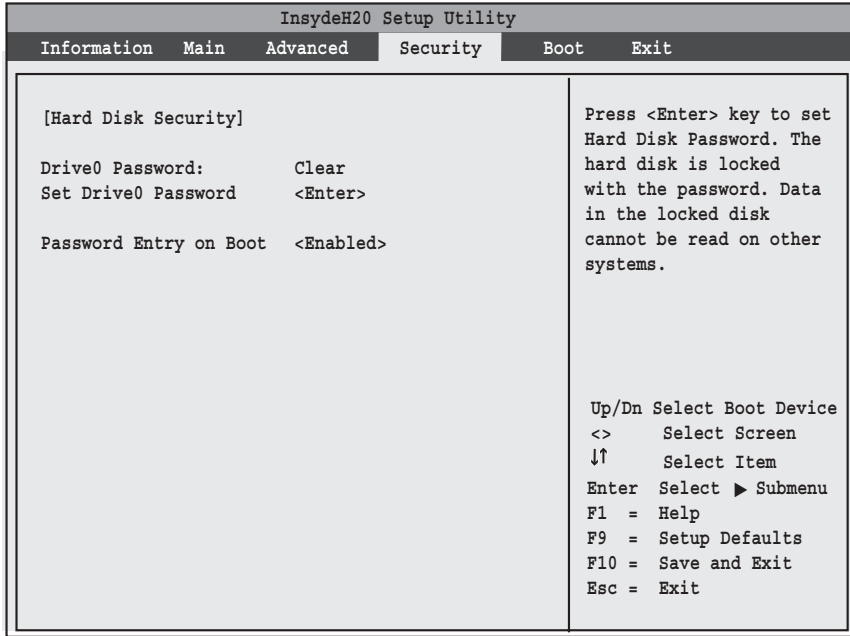 InsydeH20 Setup Utility
Information Main Advanced Security Boot Exit
[Hard Disk Security]
Drive0 Password: Clear
Set Drive0 Password <Enter>
Password Entry on Boot <Enabled>
Press <Enter> key to set
Hard Disk Password. The
hard disk is locked
with the password. Data
in the locked disk
cannot be read on other
systems.
Up/Dn Select Boot Device
<> Select Screen
↓↑ Select Item
Enter Select ▶ Submenu
F1 = Help
F9 = Setup Defaults
F10 = Save and Exit
Esc = Exit